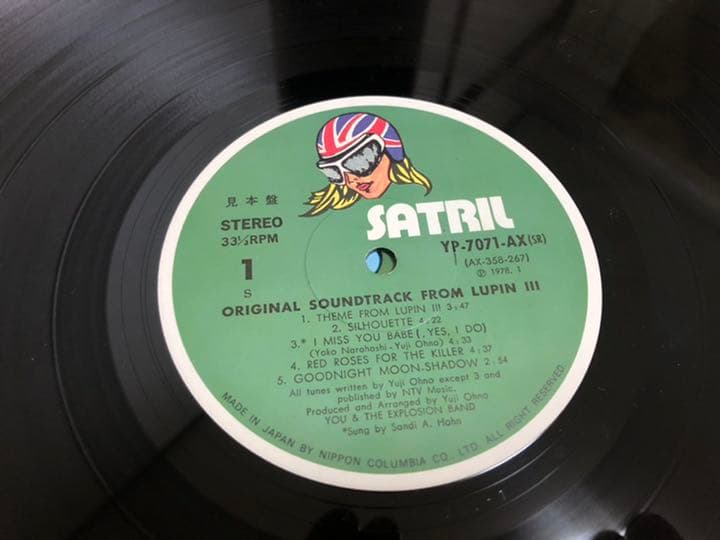 見本盤
STEREO
33⅓RPM
1
S
SATRIL
YP-7071-AX(SR)
(AX-358-267)
Ⓟ 1978. 1
ORIGINAL SOUNDTRACK FROM LUPIN III
1. THEME FROM LUPIN III 3:47
2. SILHOUETTE 4:22
3.* I MISS YOU BABE (, YES, I DO)
(Yoko Narahashi-Yuji Ohno) 4:33
4. RED ROSES FOR THE KILLER 4:37
5. GOODNIGHT MOON-SHADOW 2:54
All tunes written by Yuji Ohno except 3 and
published by NTV Music.
Produced and Arranged by Yuji Ohno
YOU & THE EXPLOSION BAND
*Sung by Sandi A. Hohn
MADE IN JAPAN BY NIPPON COLUMBIA CO., LTD. ALL RIGHT RESERVED.